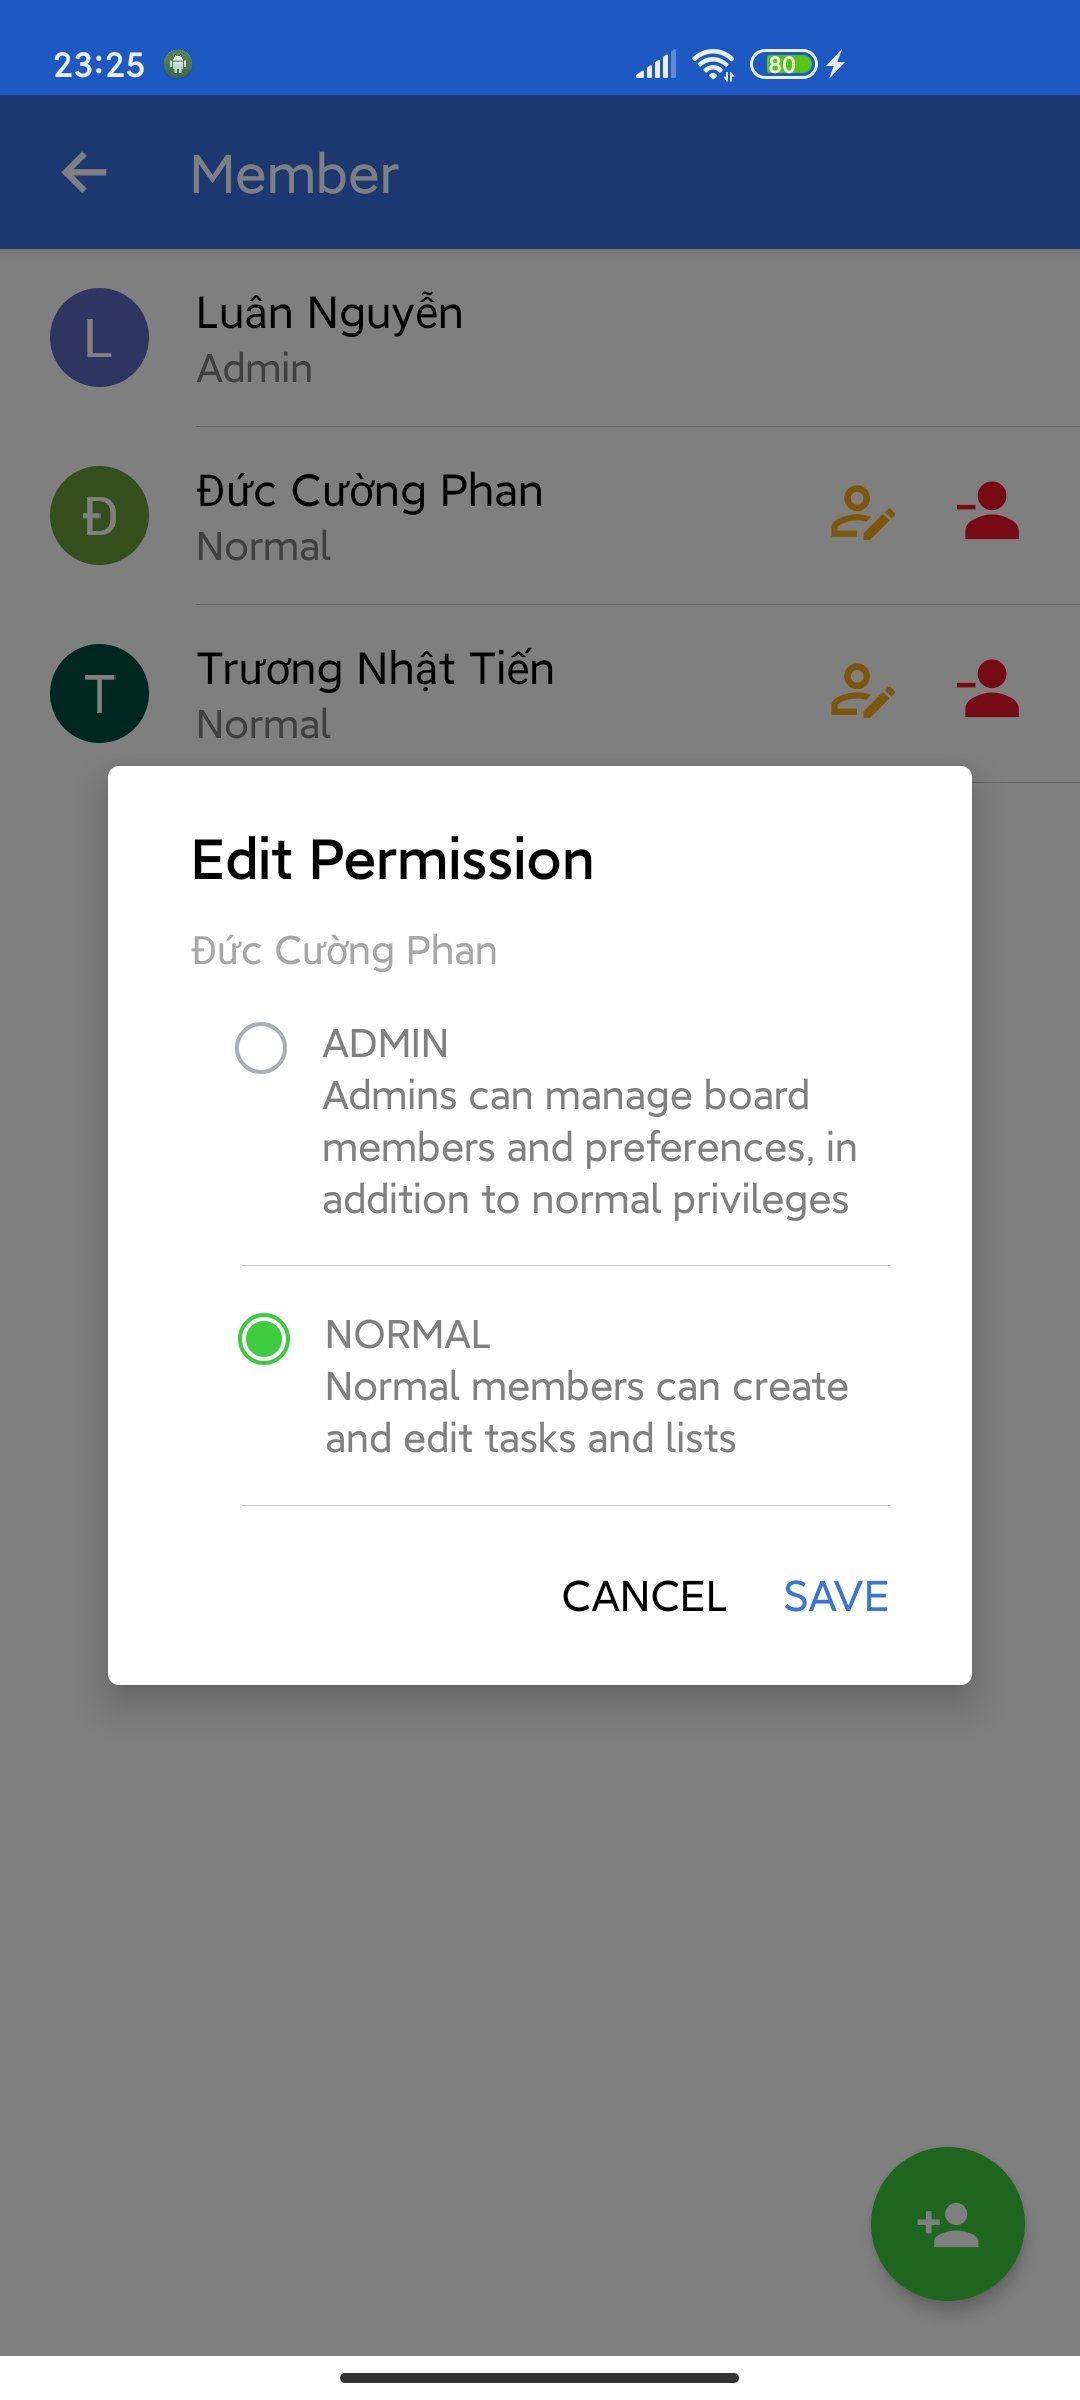 23:25
80
Member
L
Luân Nguyễn
Admin
Đ
Đức Cường Phan
Normal
T
Trương Nhật Tiến
Normal
Edit Permission
Đức Cường Phan
ADMIN
Admins can manage board
members and preferences, in
addition to normal privileges
NORMAL
Normal members can create
and edit tasks and lists
CANCEL SAVE